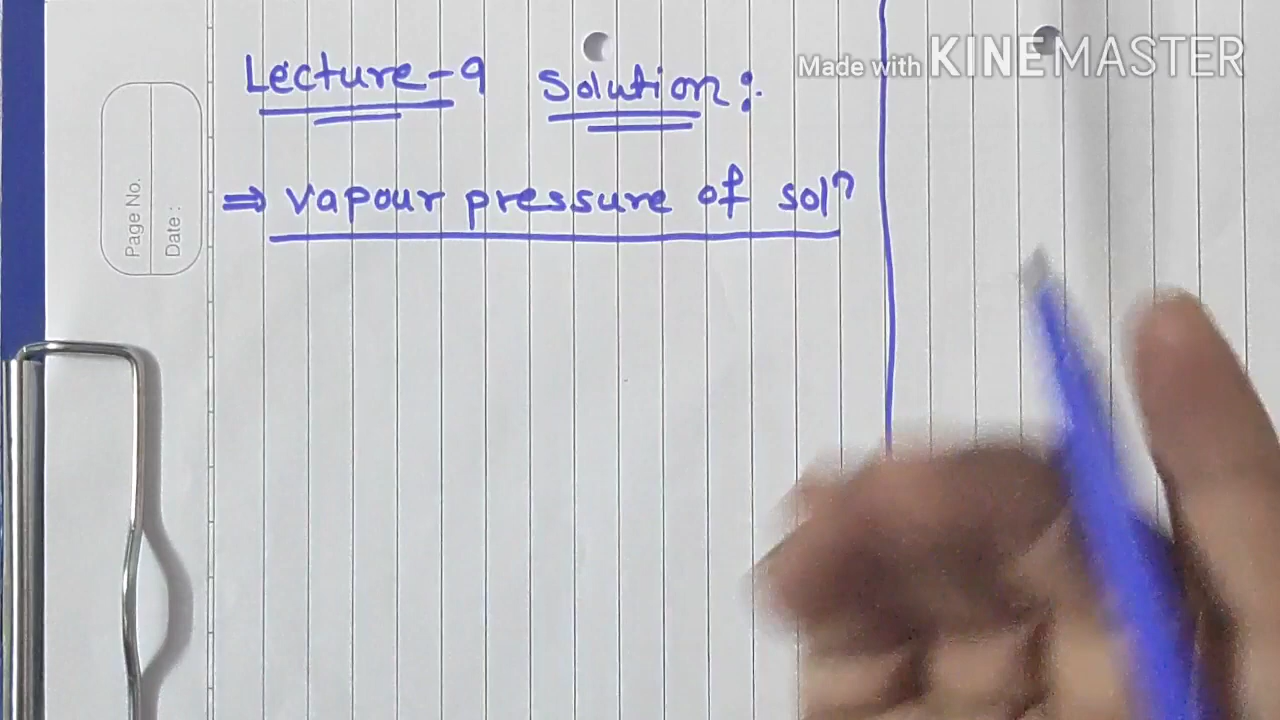 Made with KINEMASTER
Lecture-9 Solution:
⇒ vapour pressure of solⁿ
Page No.
Date :